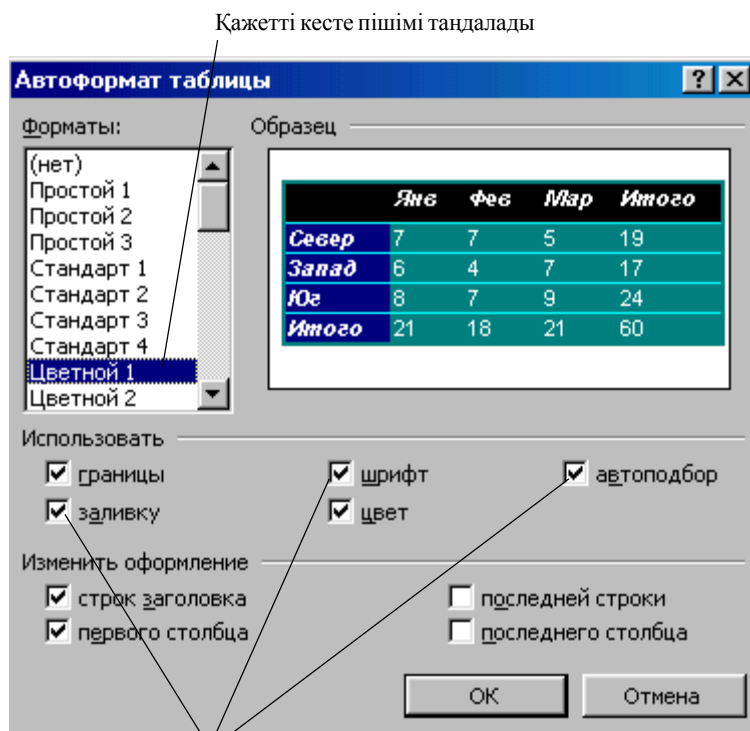 Қажетті кесте пішімі таңдалады
Автоформат таблицы
Форматы:
Образец
(нет)
Простой 1
Простой 2
Простой 3
Стандарт 1
Стандарт 2
Стандарт 3
Стандарт 4
Цветной 1
Цветной 2
Янв Фев Мар Итого
Север 7 7 5 19
Запад 6 4 7 17
Юг 8 7 9 24
Итого 21 18 21 60
Использовать
границы шрифт автоподбор
заливку цвет
Изменить оформление
строк заголовка последней строки
первого столбца последнего столбца
ОК Отмена